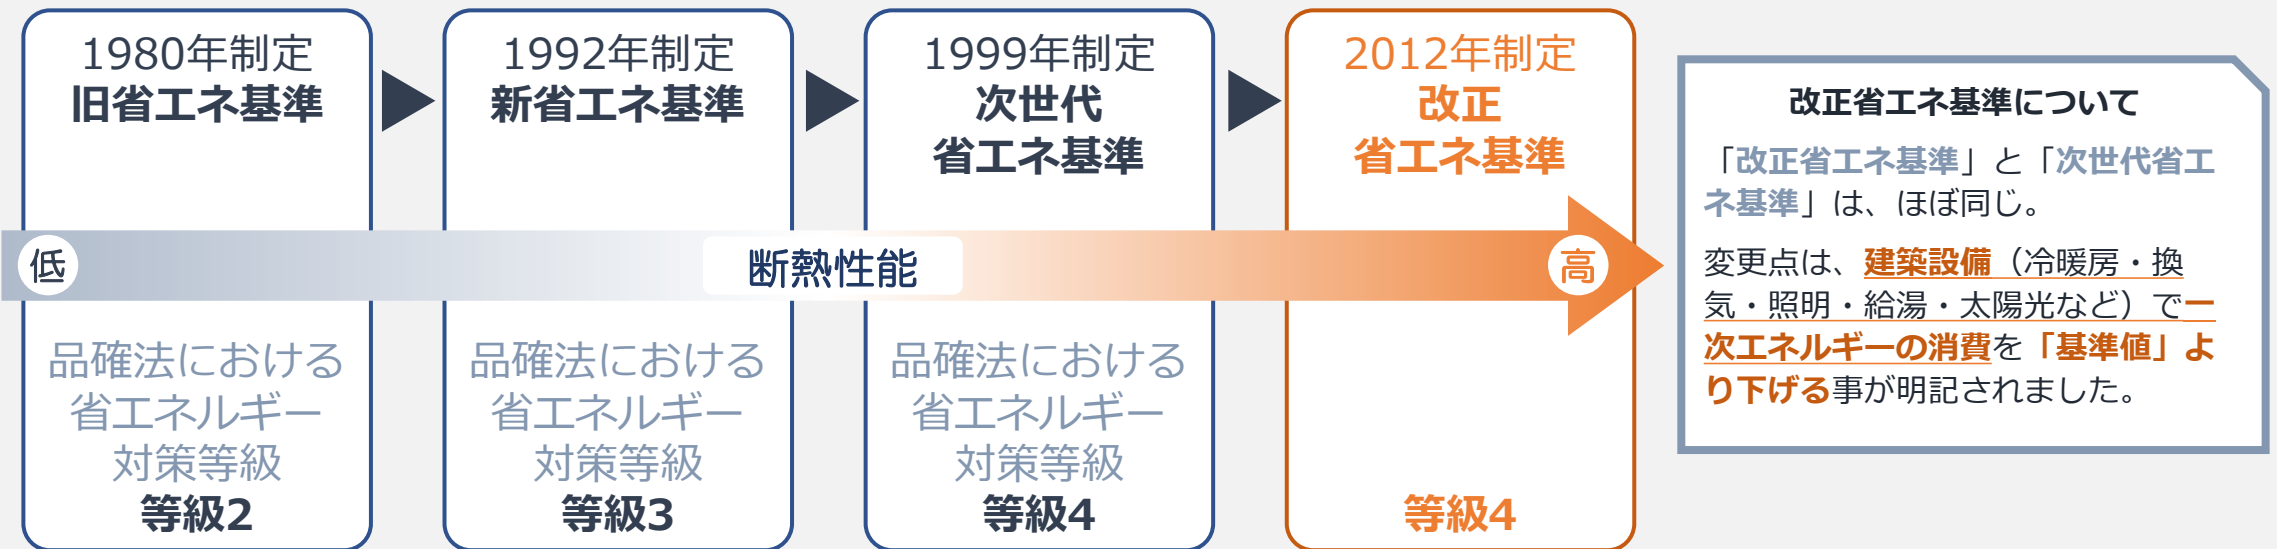 1980年制定
旧省エネ基準
1992年制定
新省エネ基準
1999年制定
次世代
省エネ基準
2012年制定
改正
省エネ基準
低
断熱性能
高
品確法における
省エネルギー
対策等級
等級2
品確法における
省エネルギー
対策等級
等級3
品確法における
省エネルギー
対策等級
等級4
等級4
改正省エネ基準について
「改正省エネ基準」と「次世代省エ
ネ基準」は、ほぼ同じ。
変更点は、建築設備（冷暖房・換
気・照明・給湯・太陽光など）で一
次エネルギーの消費を「基準値」よ
り下げる事が明記されました。